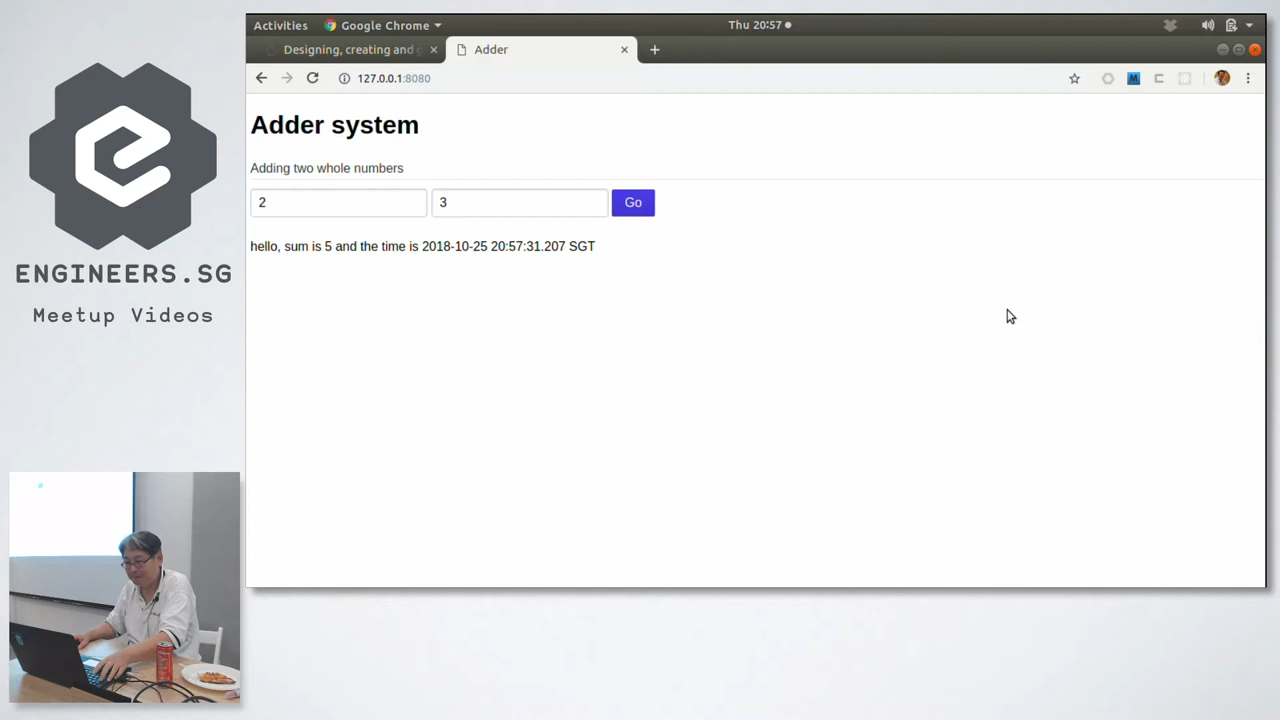 Activities
Google Chrome
Thu 20:57
Designing, creating and
Adder
127.0.0.1:8080
Adder system
Adding two whole numbers
2
3
Go
hello, sum is 5 and the time is 2018-10-25 20:57:31.207 SGT
ENGINEERS.SG
Meetup Videos